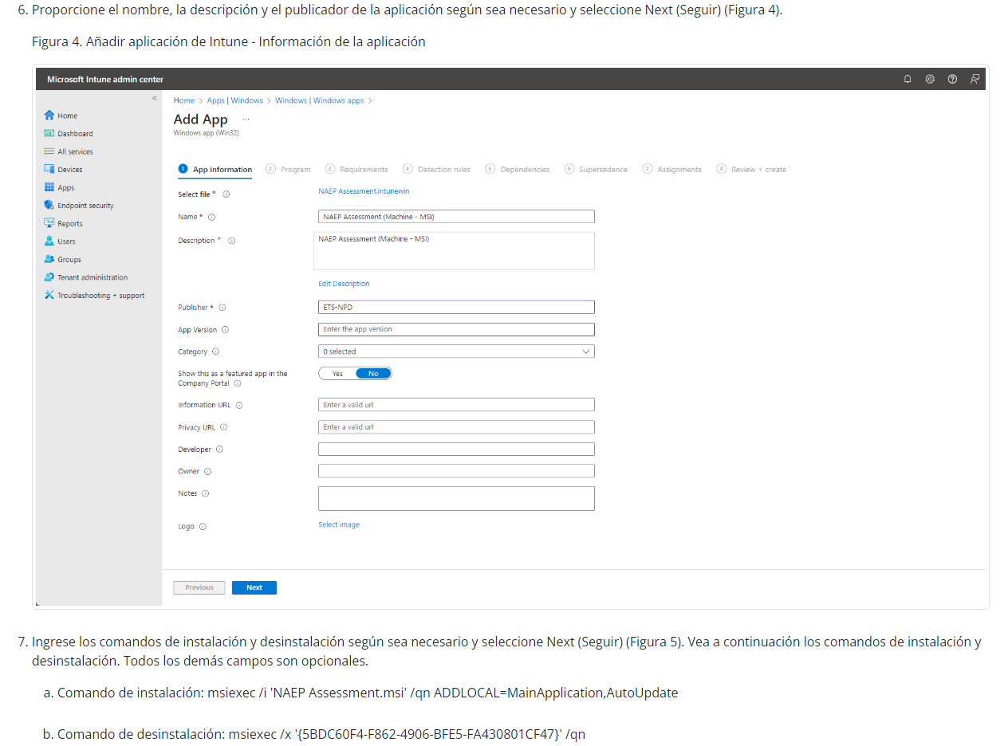 6. Proporcione el nombre, la descripción y el publicador de la aplicación según sea necesario y seleccione Next (Seguir) (Figura 4).
Figura 4. Añadir aplicación de Intune - Información de la aplicación
Microsoft Intune admin center
«
Home > Apps | Windows > Windows | Windows apps >
Add App ...
Windows app (Win32)
Home
Dashboard
All services
Devices
Apps
Endpoint security
Reports
Users
Groups
Tenant administration
Troubleshooting + support
1 App information 2 Program 3 Requirements 4 Detection rules 5 Dependencies 6 Supersedence 7 Assignments 8 Review + create
Select file * NAEP Assessment.intunewin
Name * NAEP Assessment (Machine - MSI)
Description * NAEP Assessment (Machine - MSI)
Edit Description
Publisher * ETS-NPD
App Version Enter the app version
Category 0 selected
Show this as a featured app in the
Company Portal
Yes No
Information URL Enter a valid url
Privacy URL Enter a valid url
Developer
Owner
Notes
Logo Select image
Previous Next
7. Ingrese los comandos de instalación y desinstalación según sea necesario y seleccione Next (Seguir) (Figura 5). Vea a continuación los comandos de instalación y
desinstalación. Todos los demás campos son opcionales.
a. Comando de instalación: msiexec /i 'NAEP Assessment.msi' /qn ADDLOCAL=MainApplication,AutoUpdate
b. Comando de desinstalación: msiexec /x '{5BDC60F4-F862-4906-BFE5-FA430801CF47}' /qn